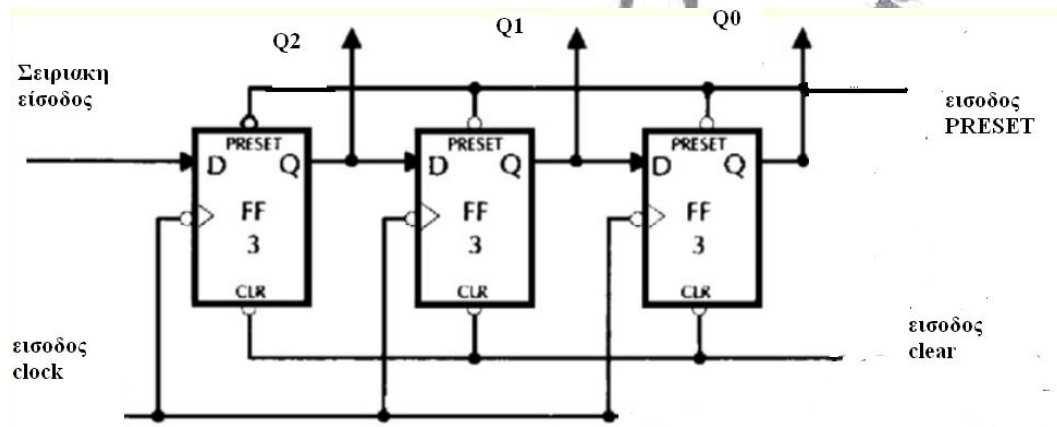 Q2
Q1
Q0
Σειριακη
είσοδος
εισοδος
PRESET
PRESET
D
Q
FF
3
CLR
PRESET
D
Q
FF
3
CLR
PRESET
D
Q
FF
3
CLR
εισοδος
clock
εισοδος
clear